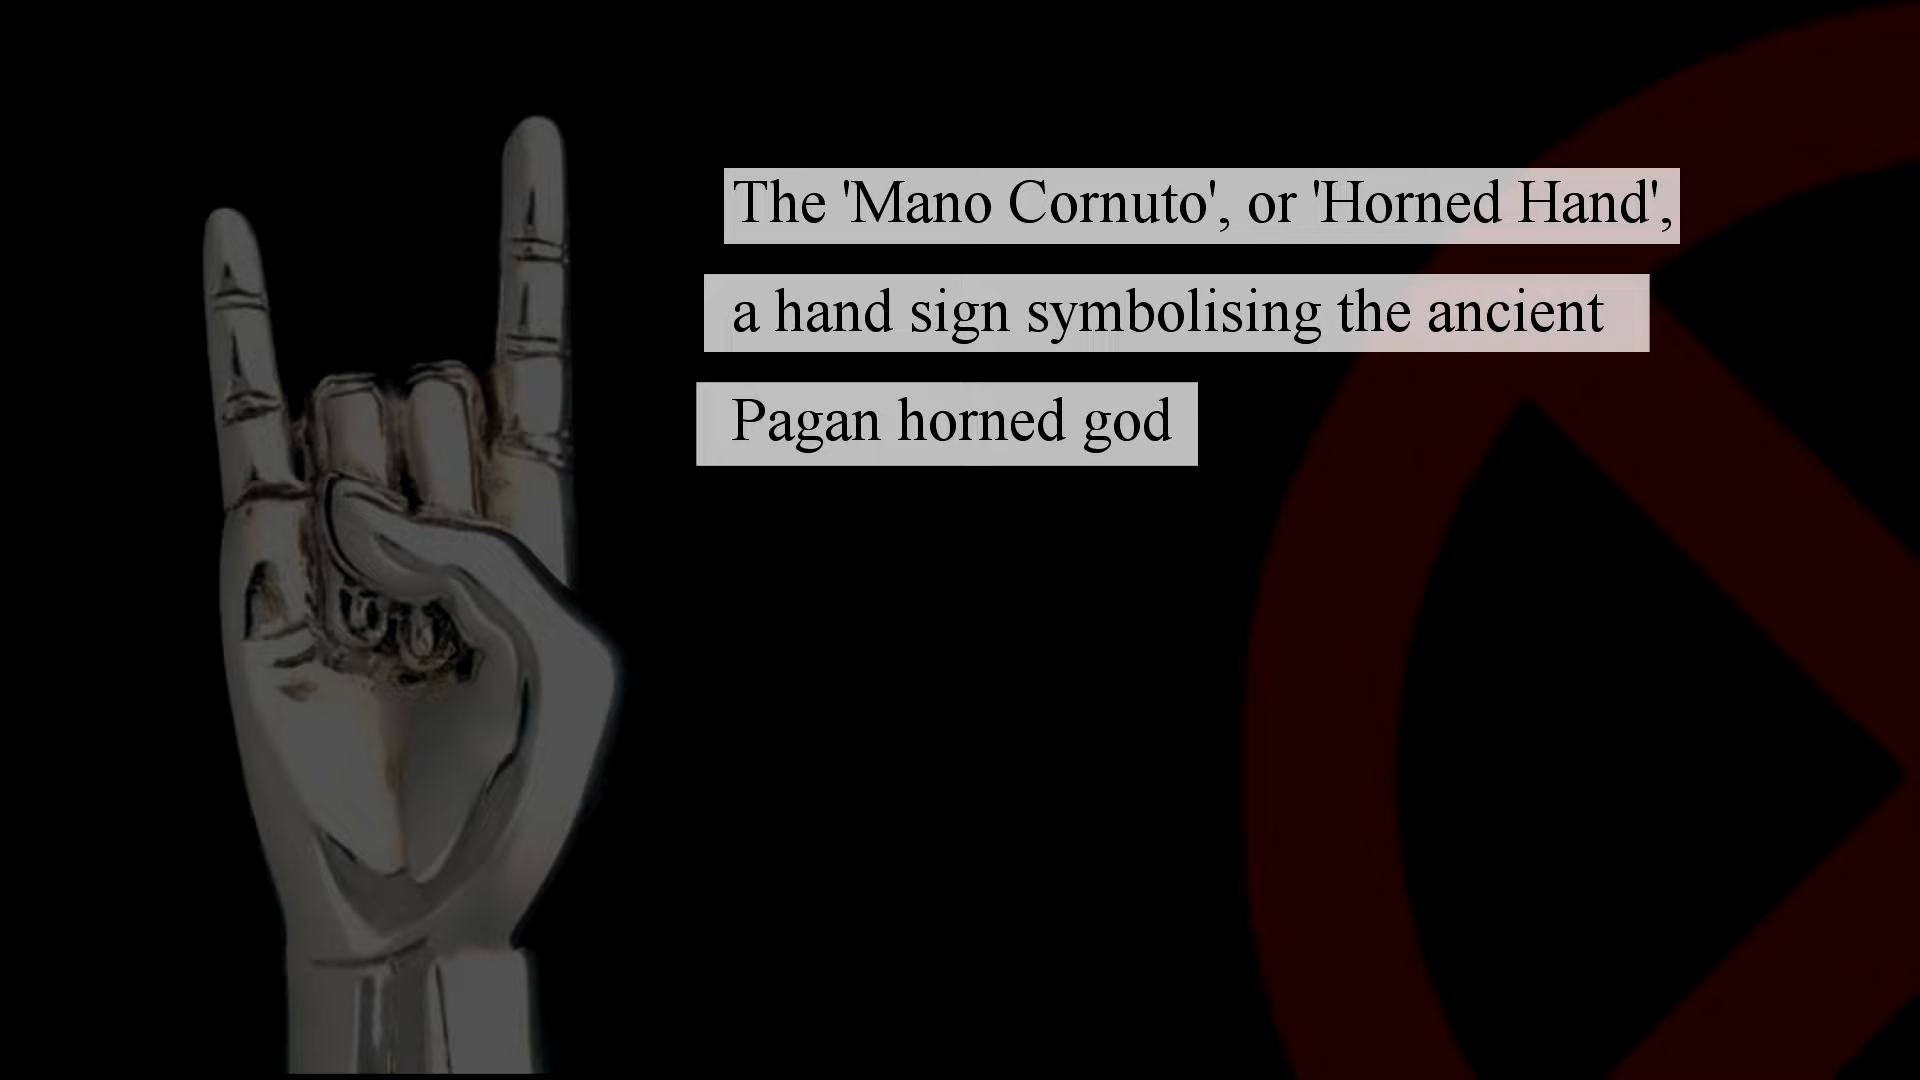 The 'Mano Cornuto', or 'Horned Hand',
a hand sign symbolising the ancient
Pagan horned god